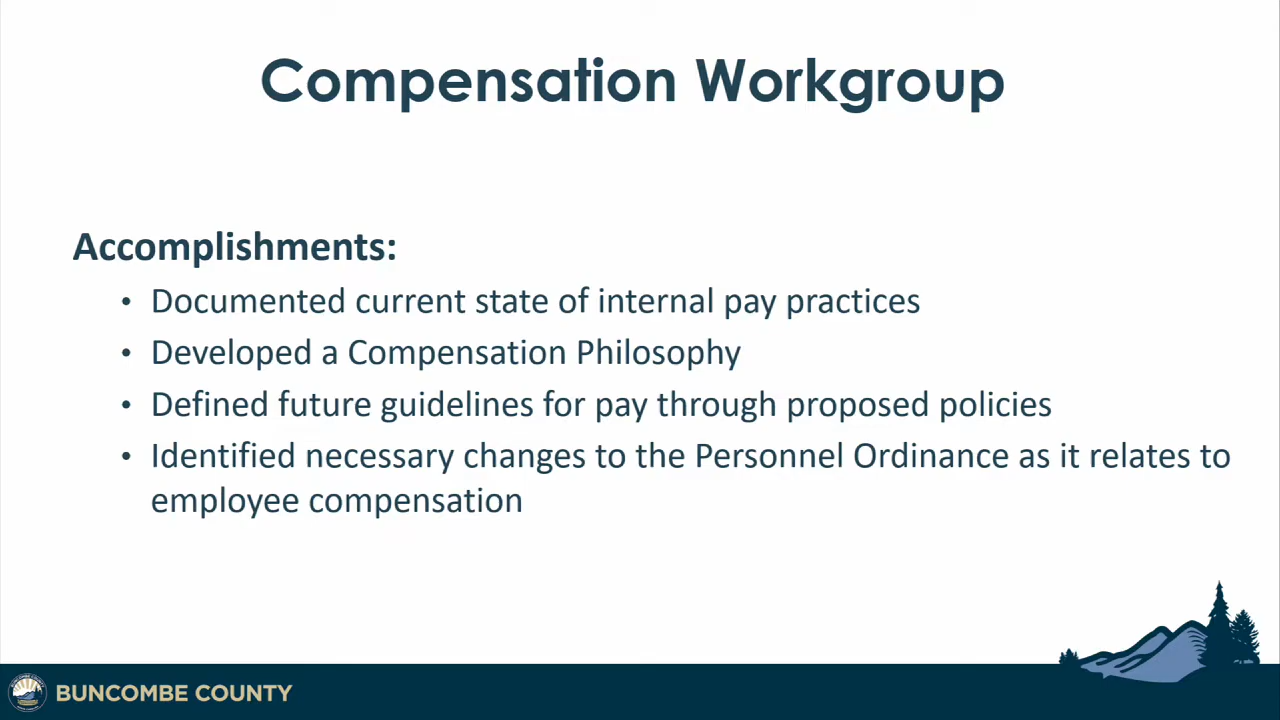 Compensation Workgroup
Accomplishments:
• Documented current state of internal pay practices
• Developed a Compensation Philosophy
• Defined future guidelines for pay through proposed policies
• Identified necessary changes to the Personnel Ordinance as it relates to
employee compensation
BUNCOMBE COUNTY